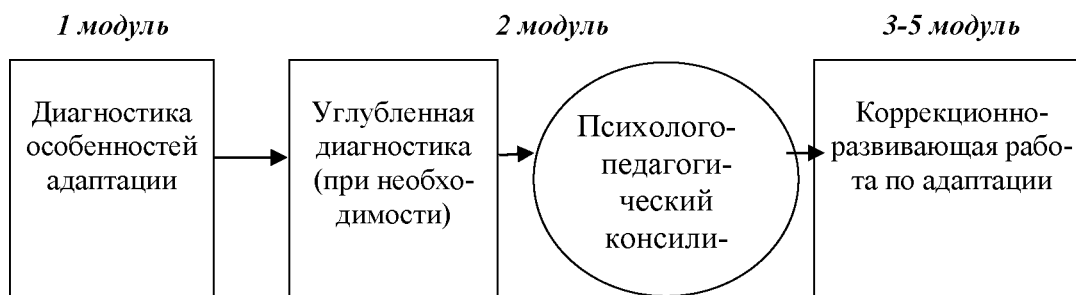 1 модуль
2 модуль
3-5 модуль
Диагностика
особенностей
адаптации
Углубленная
диагностика
(при необхо-
димости)
Психолого-
педагоги-
ческий
консили-
Коррекционно-
развивающая рабо-
та по адаптации